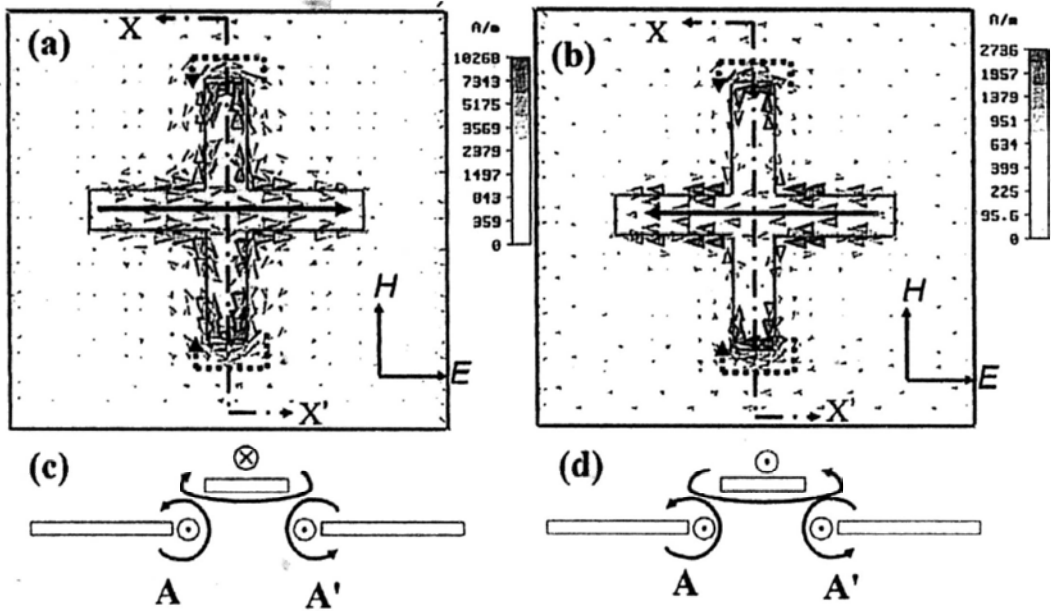 (a)
X
A/m
10268
7343
5175
3569
2379
1497
843
359
0
H
E
X'
(b)
X
A/m
2736
1957
1379
951
634
399
225
95.6
0
H
E
X'
(c)
A
A'
(d)
A
A'